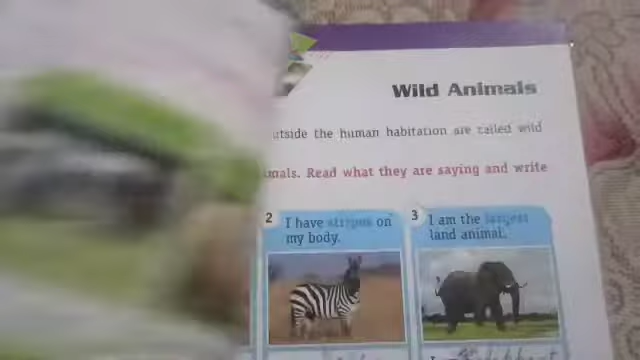 Wild Animals
utside the human habitation are called wild
mals. Read what they are saying and write
2 I have stripes on
my body.
3 I am the largest
land animal.